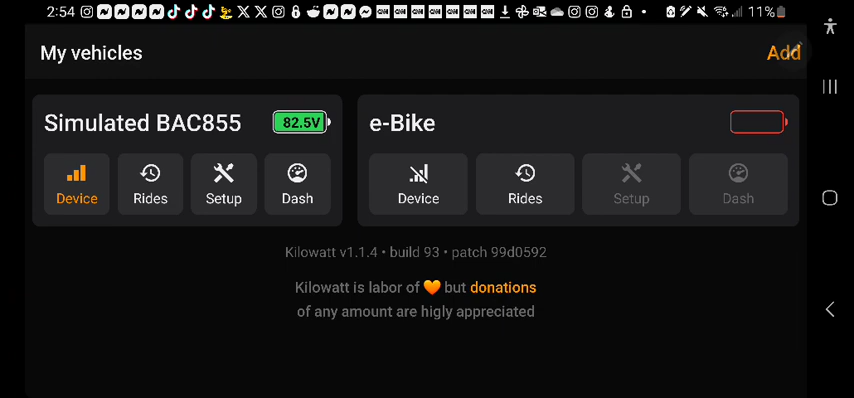 2:54
11%
My vehicles
Add
Simulated BAC855
82.5V
Device
Rides
Setup
Dash
e-Bike
Device
Rides
Setup
Dash
Kilowatt v1.1.4 • build 93 • patch 99d0592
Kilowatt is labor of 🧡 but donations
of any amount are higly appreciated